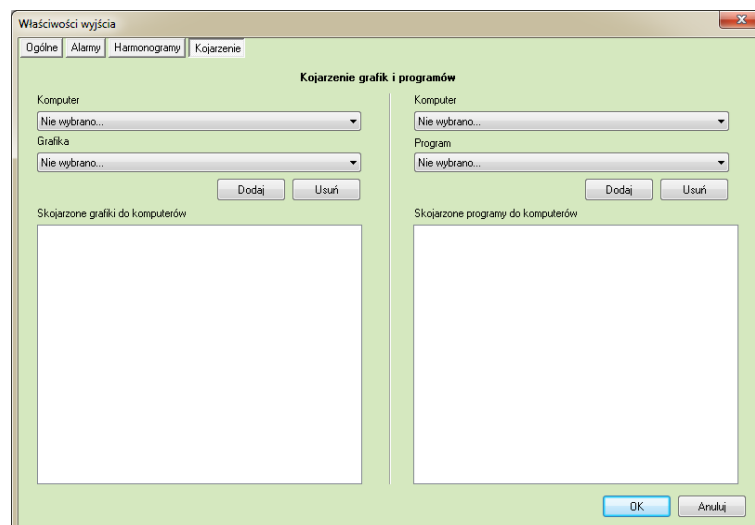 Właściwości wyjścia
Ogólne Alarmy Harmonogramy Kojarzenie
Kojarzenie grafik i programów
Komputer
Nie wybrano...
Grafika
Nie wybrano...
Dodaj Usuń
Skojarzone grafiki do komputerów
Komputer
Nie wybrano...
Program
Nie wybrano...
Dodaj Usuń
Skojarzone programy do komputerów
OK Anuluj